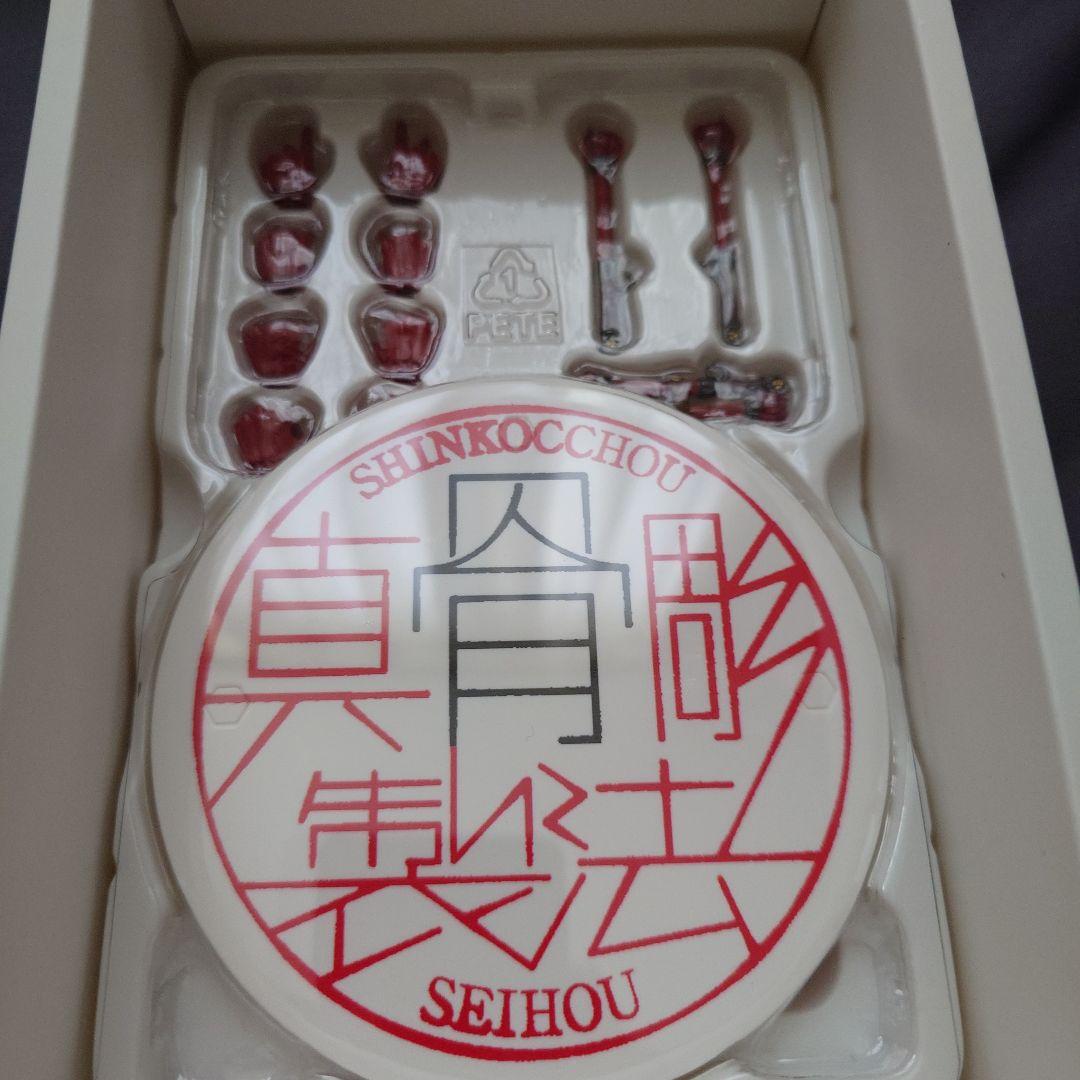 1
PETE
SHINKOCCHOU
真骨彫
製法
SEIHOU